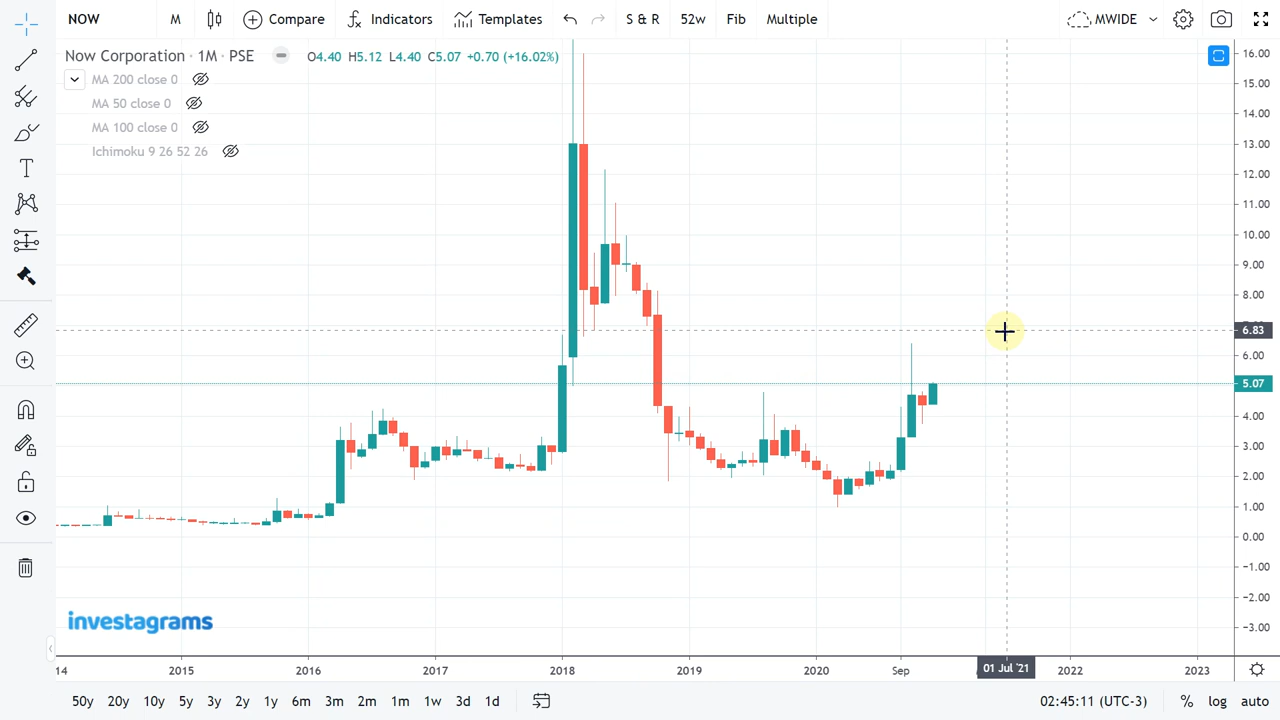 NOW M Compare Indicators Templates S & R 52w Fib Multiple MWIDE
Now Corporation · 1M · PSE O4.40 H5.12 L4.40 C5.07 +0.70 (+16.02%)
MA 200 close 0
MA 50 close 0
MA 100 close 0
Ichimoku 9 26 52 26
16.00
15.00
14.00
13.00
12.00
11.00
10.00
9.00
8.00
6.83
6.00
5.07
4.00
3.00
2.00
1.00
0.00
−1.00
−2.00
−3.00
investagrams
14 2015 2016 2017 2018 2019 2020 Sep 01 Jul '21 2022 2023
50y 20y 10y 5y 3y 2y 1y 6m 3m 2m 1m 1w 3d 1d 02:45:11 (UTC-3) % log auto